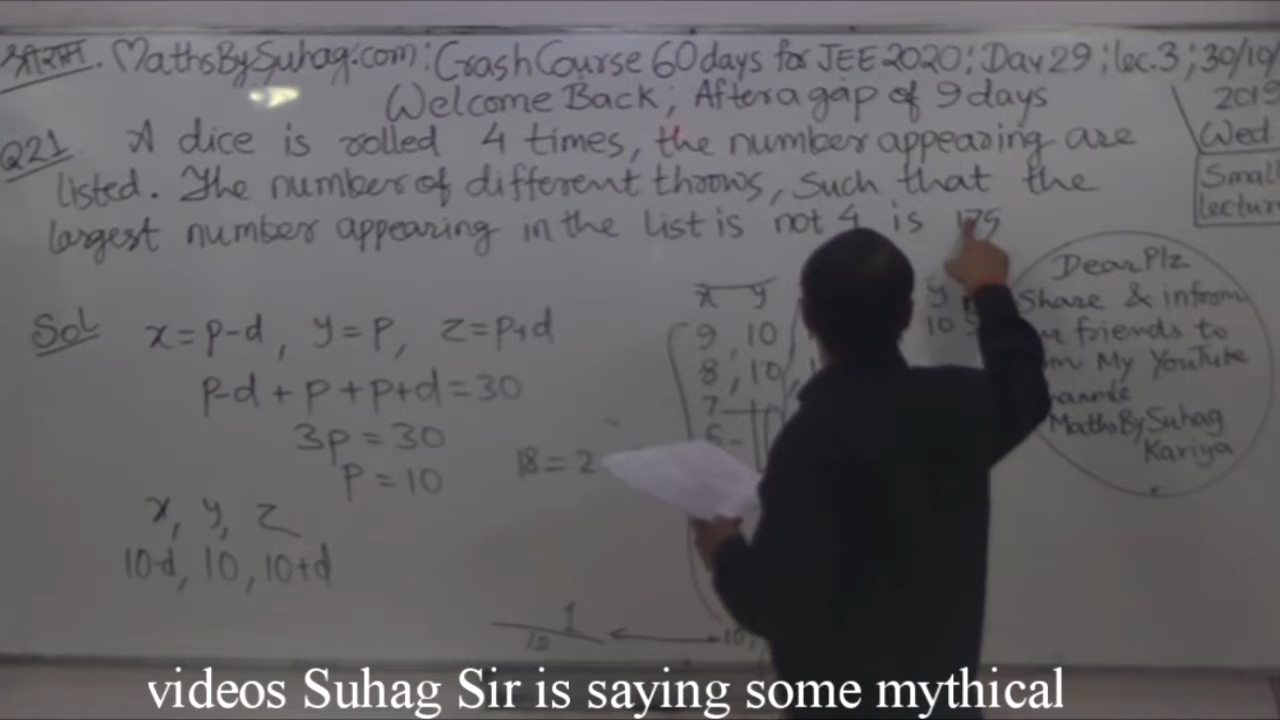 श्रीराम. MathsBySuhag.com: Crash Course 60 days for JEE 2020; Day 29; lec.3; 30/10/
2019
Wed
Welcome Back; After a gap of 9 days
Small
lecture
Q21 A dice is rolled 4 times, the number appearing are
listed. The number of different throws, such that the
largest number appearing in the list is not 4 is 175
Sol x=p-d, y=p, z=p+d
p-d + p + p+d = 30
3p = 30
p = 10
x, y, z
10-d, 10, 10+d
18 = 2
x y
9, 10
8, 10,
7
y
10
1
10
10,
Dear Plz
Share & inform
friends to
My YouTube
MathsBySuhag
Kariya
videos Suhag Sir is saying some mythical